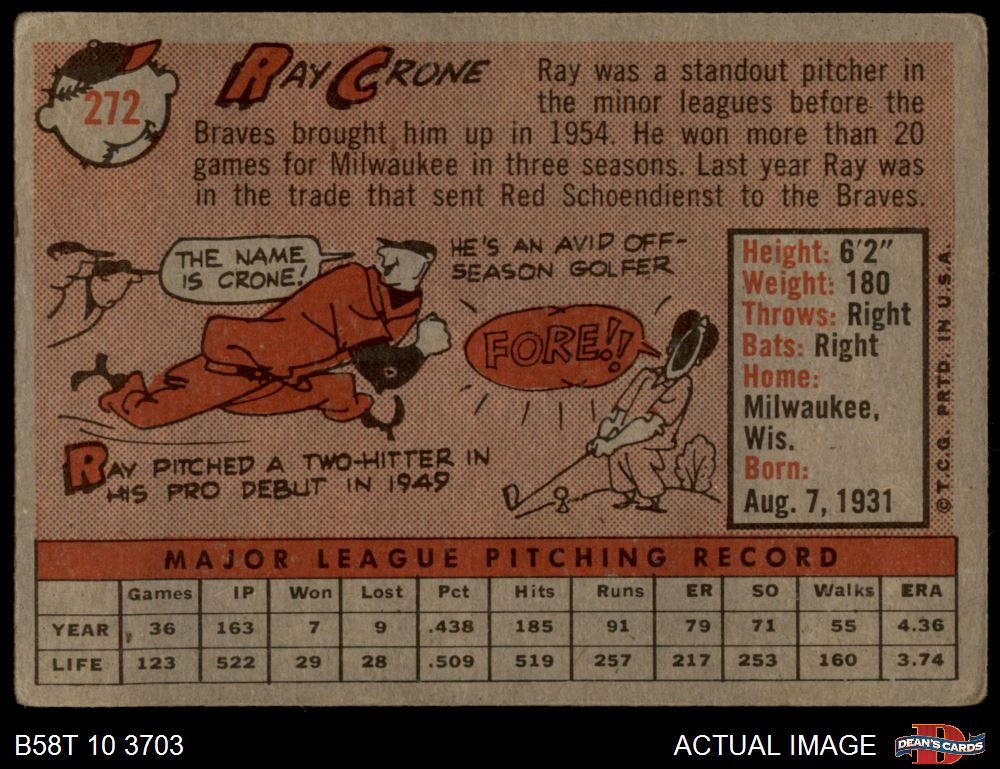 272
RAY CRONE
Ray was a standout pitcher in
the minor leagues before the
Braves brought him up in 1954. He won more than 20
games for Milwaukee in three seasons. Last year Ray was
in the trade that sent Red Schoendienst to the Braves.
THE NAME
IS CRONE!
HE'S AN AVID OFF-
SEASON GOLFER
FORE!!
RAY PITCHED A TWO-HITTER IN
HIS PRO DEBUT IN 1949
Height: 6'2"
Weight: 180
Throws: Right
Bats: Right
Home:
Milwaukee,
Wis.
Born:
Aug. 7, 1931
© T.C.G. PRTD. IN U.S.A.
MAJOR LEAGUE PITCHING RECORD
Games IP Won Lost Pct Hits Runs ER SO Walks ERA
YEAR 36 163 7 9 .438 185 91 79 71 55 4.36
LIFE 123 522 29 28 .509 519 257 217 253 160 3.74
B58T 10 3703
ACTUAL IMAGE
D
DEAN'S CARDS